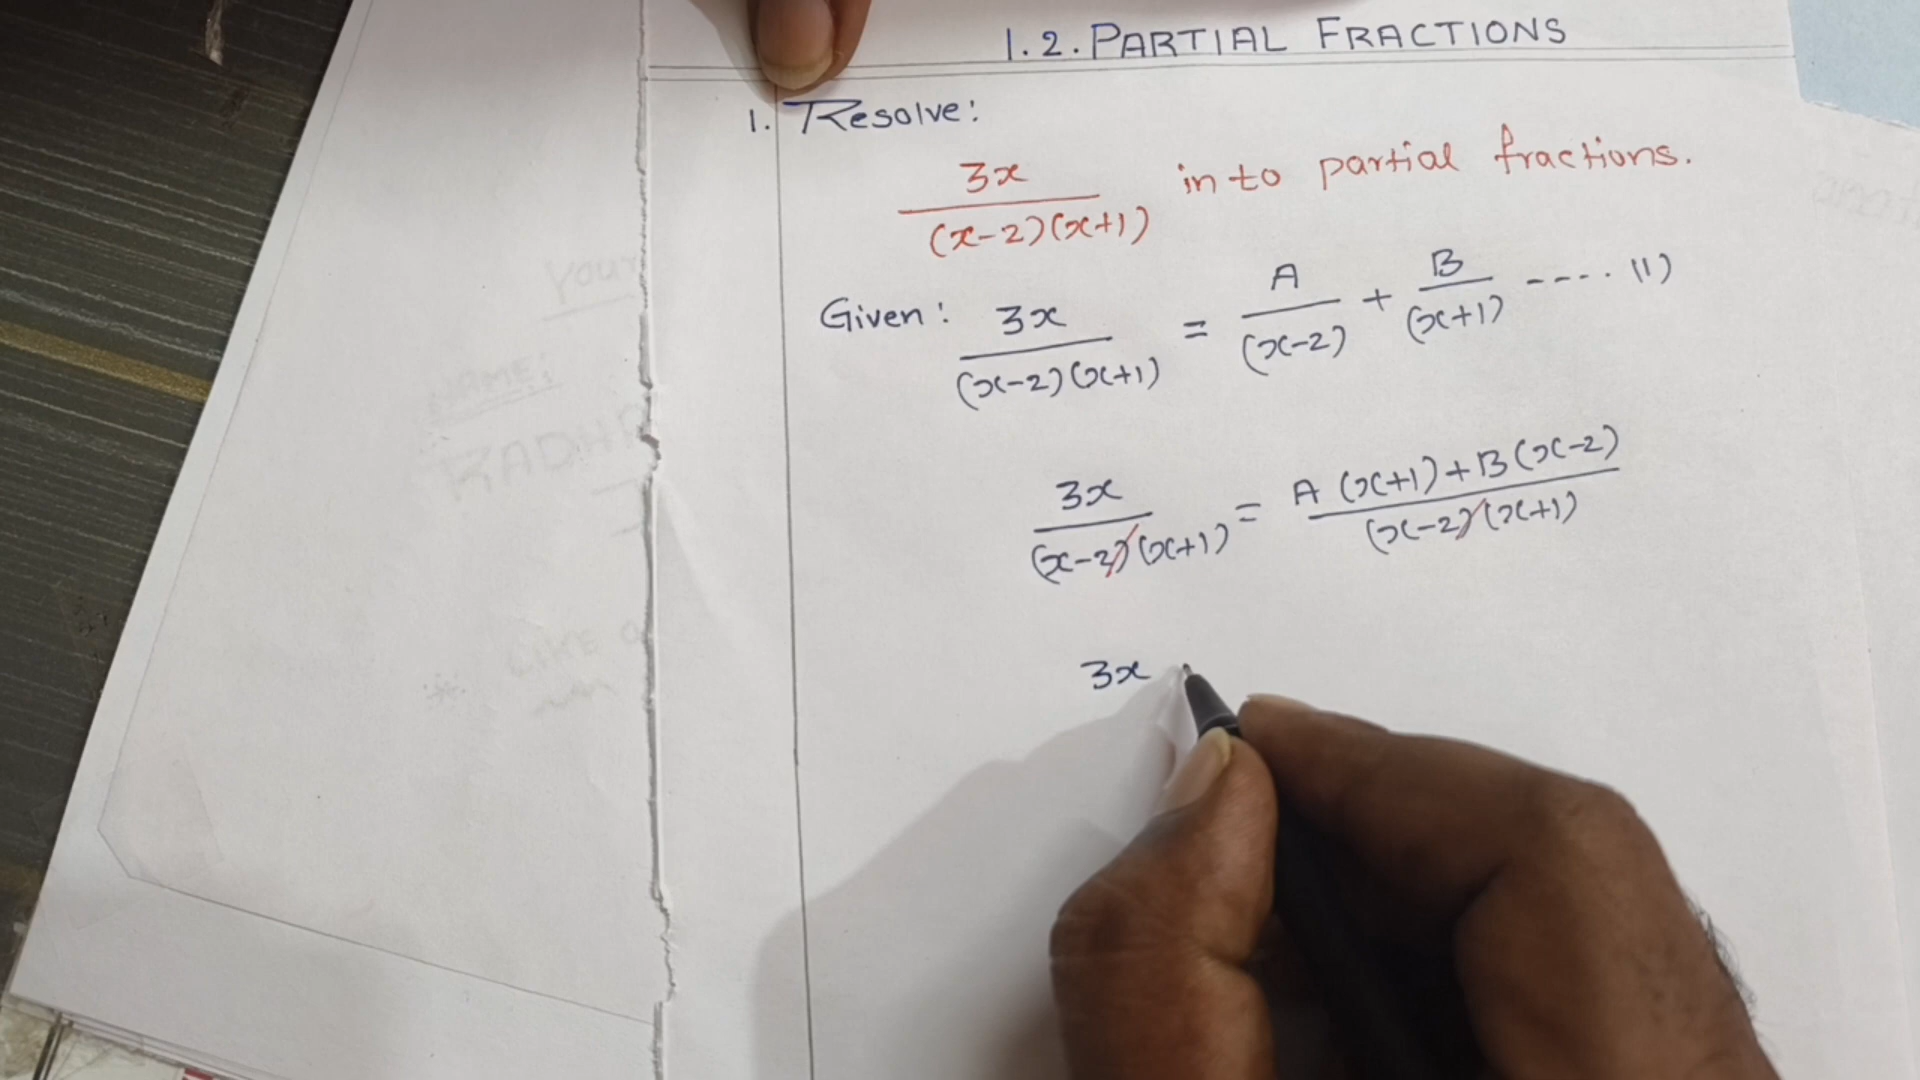 1.2. PARTIAL FRACTIONS
1. Resolve:
3x/(x-2)(x+1) in to partial fractions.
Given: 3x/(x-2)(x+1) = A/(x-2) + B/(x+1) ---- (1)
3x/(x-2)(x+1) = A(x+1)+B(x-2)/(x-2)(x+1)
3x